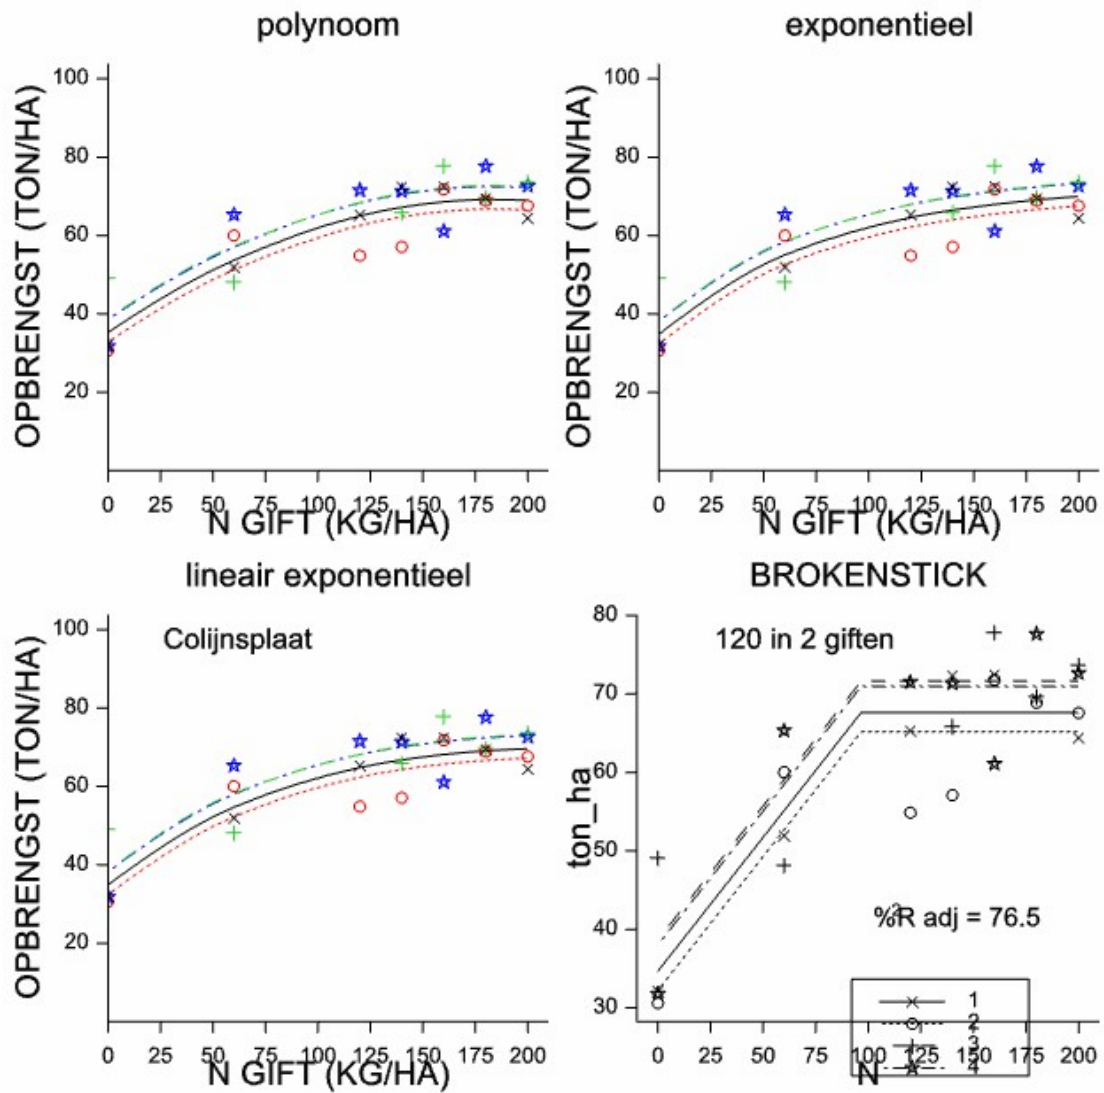 polynoom
OPBRENGST (TON/HA)
100
80
60
40
20
0 25 50 75 100 125 150 175 200
N GIFT (KG/HA)
exponentieel
OPBRENGST (TON/HA)
100
80
60
40
20
0 25 50 75 100 125 150 175 200
N GIFT (KG/HA)
lineair exponentieel
Colijnsplaat
OPBRENGST (TON/HA)
100
80
60
40
20
0 25 50 75 100 125 150 175 200
N GIFT (KG/HA)
BROKENSTICK
120 in 2 giften
ton_ha
80
70
60
50
40
30
2
%R adj = 76.5
1
2
3
4
0 25 50 75 100 125 150 175 200
N